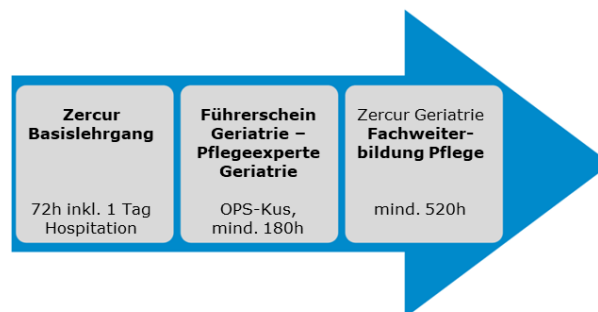 Zercur
Basislehrgang
72h inkl. 1 Tag
Hospitation
Führerschein
Geriatrie –
Pflegeexperte
Geriatrie
OPS-Kus,
mind. 180h
Zercur Geriatrie
Fachweiter-
bildung Pflege
mind. 520h